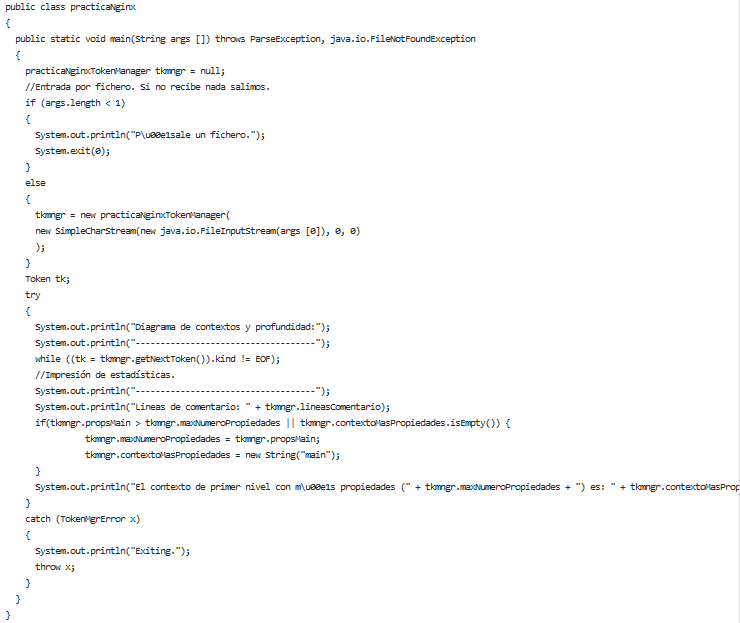 public class practicaNginx
{
  public static void main(String args []) throws ParseException, java.io.FileNotFoundException
  {
    practicaNginxTokenManager tkmngr = null;
    //Entrada por fichero. Si no recibe nada salimos.
    if (args.length < 1)
    {
      System.out.println("P\u00e1sale un fichero.");
      System.exit(0);
    }
    else
    {
      tkmngr = new practicaNginxTokenManager(
      new SimpleCharStream(new java.io.FileInputStream(args [0]), 0, 0)
      );
    }
    Token tk;
    try
    {
      System.out.println("Diagrama de contextos y profundidad:");
      System.out.println("------------------------------------");
      while ((tk = tkmngr.getNextToken()).kind != EOF);
      //Impresión de estadísticas.
      System.out.println("------------------------------------");
      System.out.println("Lineas de comentario: " + tkmngr.lineasComentario);
      if(tkmngr.propsMain > tkmngr.maxNumeroPropiedades || tkmngr.contextoMasPropiedades.isEmpty()) {
                tkmngr.maxNumeroPropiedades = tkmngr.propsMain;
                tkmngr.contextoMasPropiedades = new String("main");
      }
      System.out.println("El contexto de primer nivel con m\u00e1s propiedades (" + tkmngr.maxNumeroPropiedades + ") es: " + tkmngr.contextoMasProp
    }
    catch (TokenMgrError x)
    {
      System.out.println("Exiting.");
      throw x;
    }
  }
}